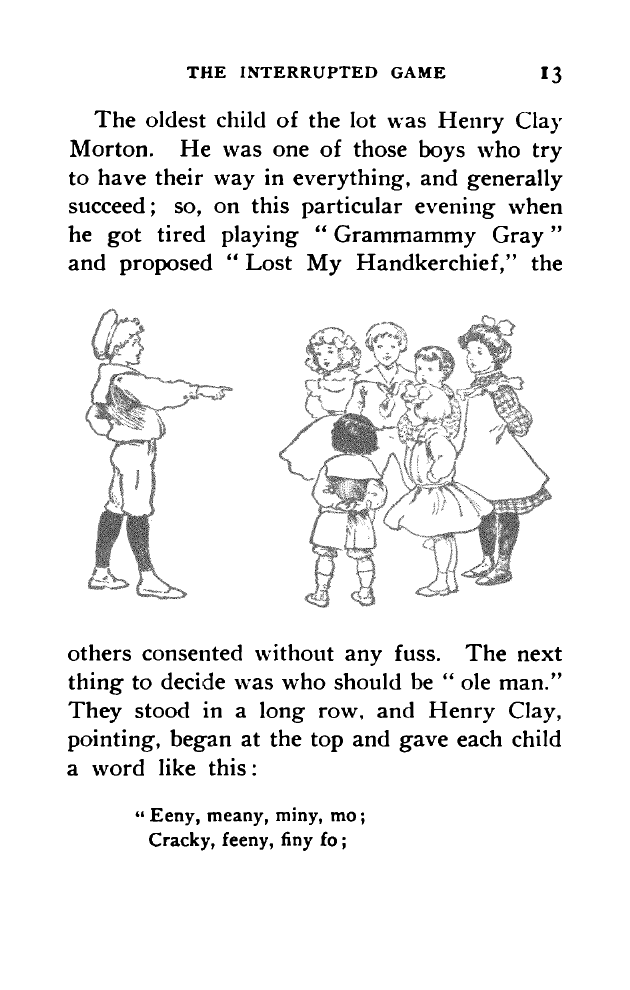 THE INTERRUPTED GAME 13
The oldest child of the lot was Henry Clay
Morton. He was one of those boys who try
to have their way in everything, and generally
succeed; so, on this particular evening when
he got tired playing “Grammammy Gray”
and proposed “Lost My Handkerchief,” the
others consented without any fuss. The next
thing to decide was who should be “ole man.”
They stood in a long row, and Henry Clay,
pointing, began at the top and gave each child
a word like this:
“Eeny, meany, miny, mo;
Cracky, feeny, finy fo;